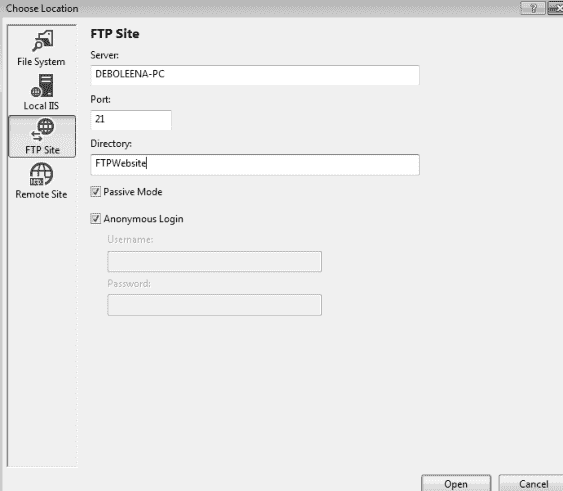 Choose Location
File System
Local IIS
FTP Site
Remote Site
FTP Site
Server:
DEBOLEENA-PC
Port:
21
Directory:
FTPWebsite
Passive Mode
Anonymous Login
Username:
Password:
Open
Cancel